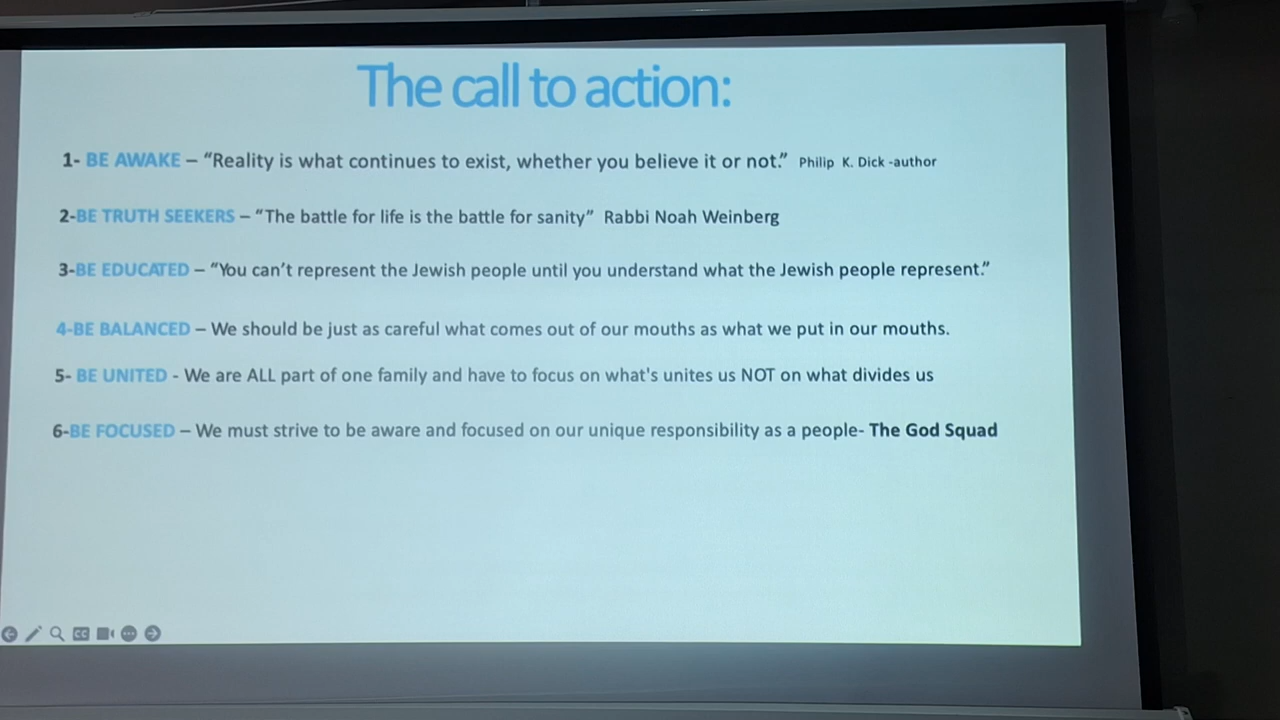 The call to action:
1- BE AWAKE – “Reality is what continues to exist, whether you believe it or not.” Philip K. Dick -author
2-BE TRUTH SEEKERS – “The battle for life is the battle for sanity” Rabbi Noah Weinberg
3-BE EDUCATED – “You can’t represent the Jewish people until you understand what the Jewish people represent.”
4-BE BALANCED – We should be just as careful what comes out of our mouths as what we put in our mouths.
5- BE UNITED - We are ALL part of one family and have to focus on what's unites us NOT on what divides us
6-BE FOCUSED – We must strive to be aware and focused on our unique responsibility as a people- The God Squad
CC